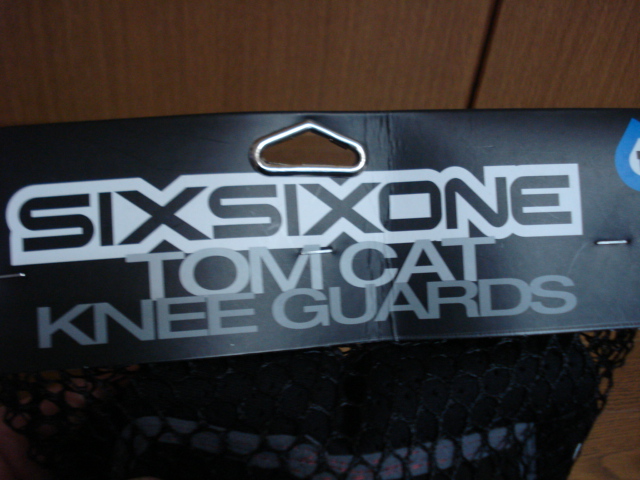 SIXSIXONE
TOM CAT
KNEE GUARDS